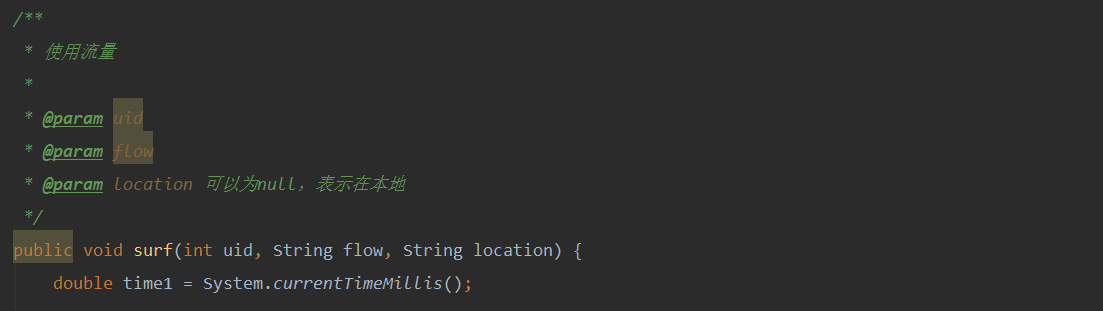 /**
 * 使用流量
 *
 * @param uid
 * @param flow
 * @param location 可以为null，表示在本地
 */
public void surf(int uid, String flow, String location) {
    double time1 = System.currentTimeMillis();